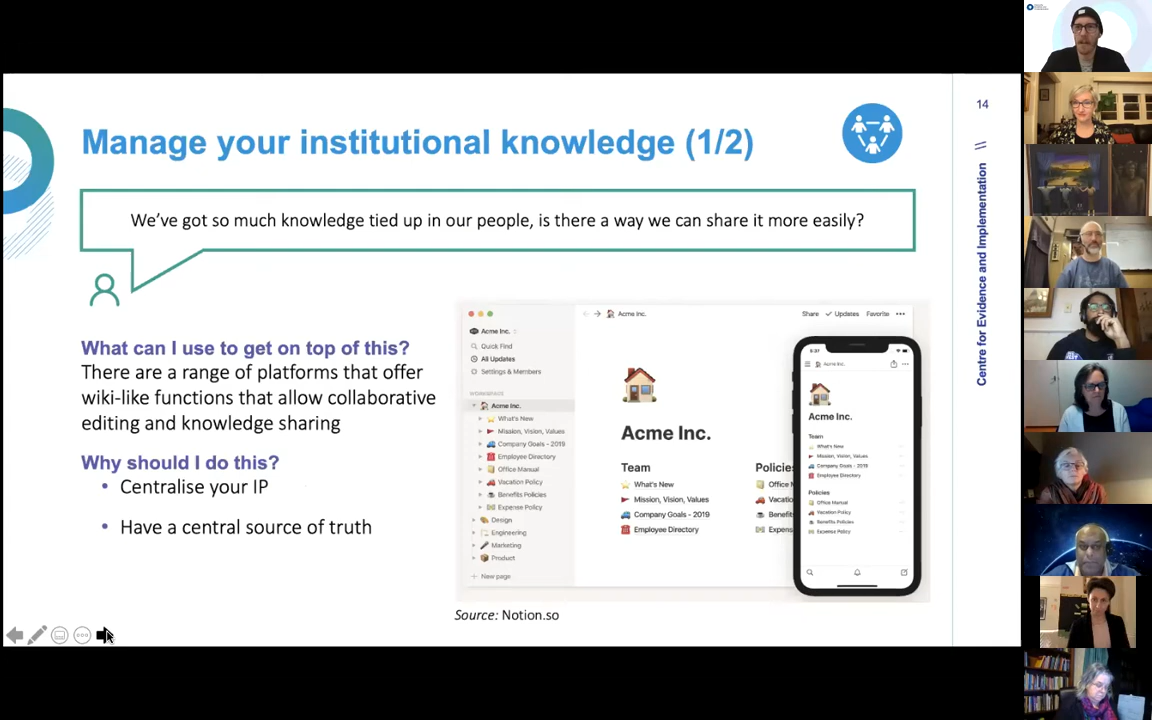 Manage your institutional knowledge (1/2)
14
Centre for Evidence and Implementation
We've got so much knowledge tied up in our people, is there a way we can share it more easily?
What can I use to get on top of this?
There are a range of platforms that offer
wiki-like functions that allow collaborative
editing and knowledge sharing
Why should I do this?
• Centralise your IP
• Have a central source of truth
Acme Inc.
Quick Find
All Updates
Settings & Members
WORKSPACE
Acme Inc.
What's New
Mission, Vision, Values
Company Goals - 2019
Employee Directory
Office Manual
Vacation Policy
Benefits Policies
Expense Policy
Design
Engineering
Marketing
Product
+ New page
Acme Inc.
Share
Updates
Favorite
Acme Inc.
Team
What's New
Mission, Vision, Values
Company Goals - 2019
Employee Directory
Policies
Office M
Vacatio
Benefits
Expens
Acme Inc.
Acme Inc.
Team
What's New
Mission, Vision, Values
Company Goals - 2019
Employee Directory
Policies
Office Manual
Vacation Policy
Benefits Policies
Expense Policy
Source: Notion.so